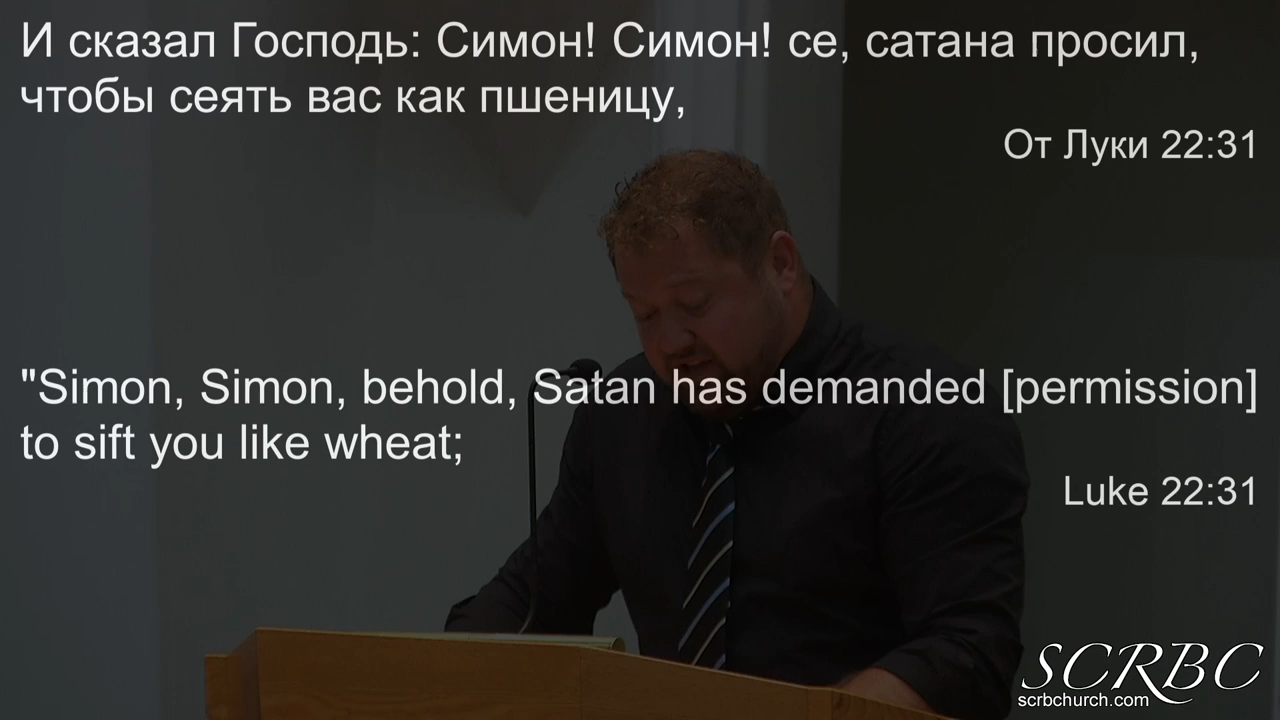 И сказал Господь: Симон! Симон! се, сатана просил,
чтобы сеять вас как пшеницу,
От Луки 22:31
"Simon, Simon, behold, Satan has demanded [permission]
to sift you like wheat;
Luke 22:31
SCRBC
scrbchurch.com